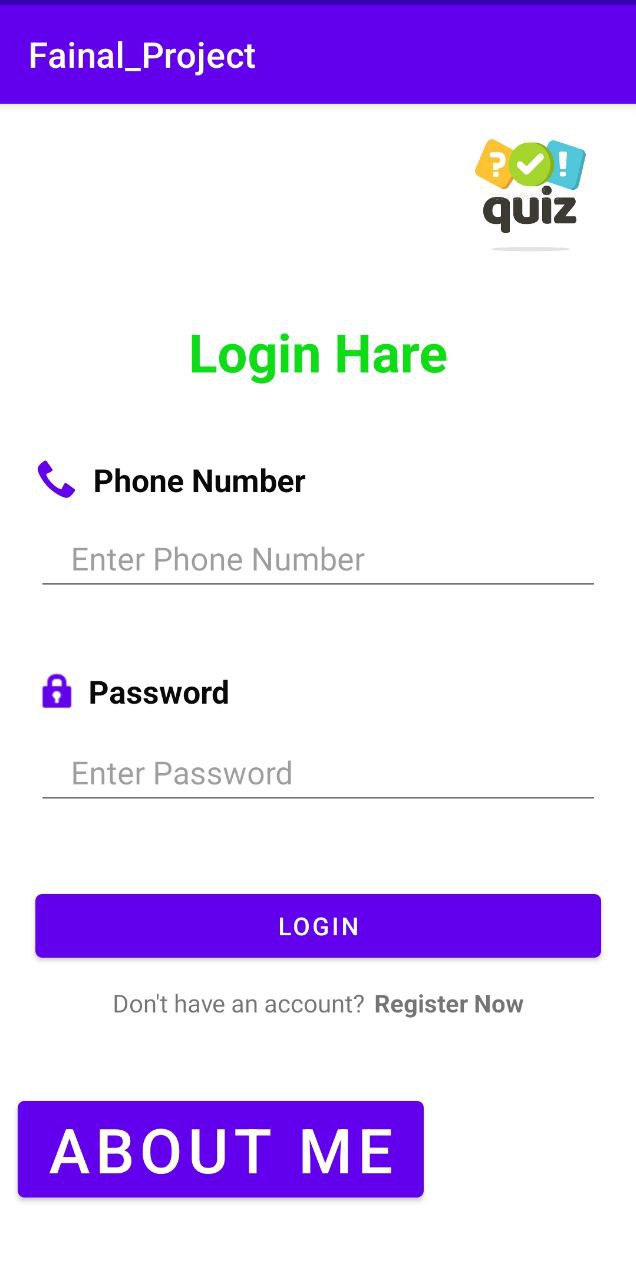 Fainal_Project
? !
quiz
Login Hare
Phone Number
Enter Phone Number
Password
Enter Password
LOGIN
Don't have an account? Register Now
ABOUT ME